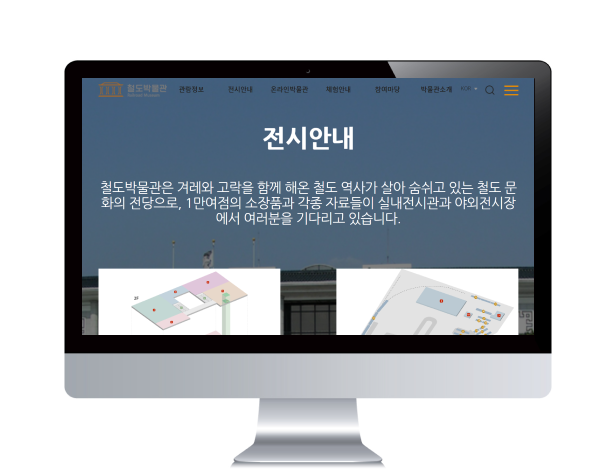 철도박물관
관람정보 전시안내 온라인박물관 체험안내 참여마당 박물관소개
전시안내
철도박물관은 겨레와 고락을 함께 해온 철도 역사가 살아 숨쉬고 있는 철도 문
화의 전당으로, 1만여점의 소장품과 각종 자료들이 실내전시관과 야외전시장
에서 여러분을 기다리고 있습니다.
2F